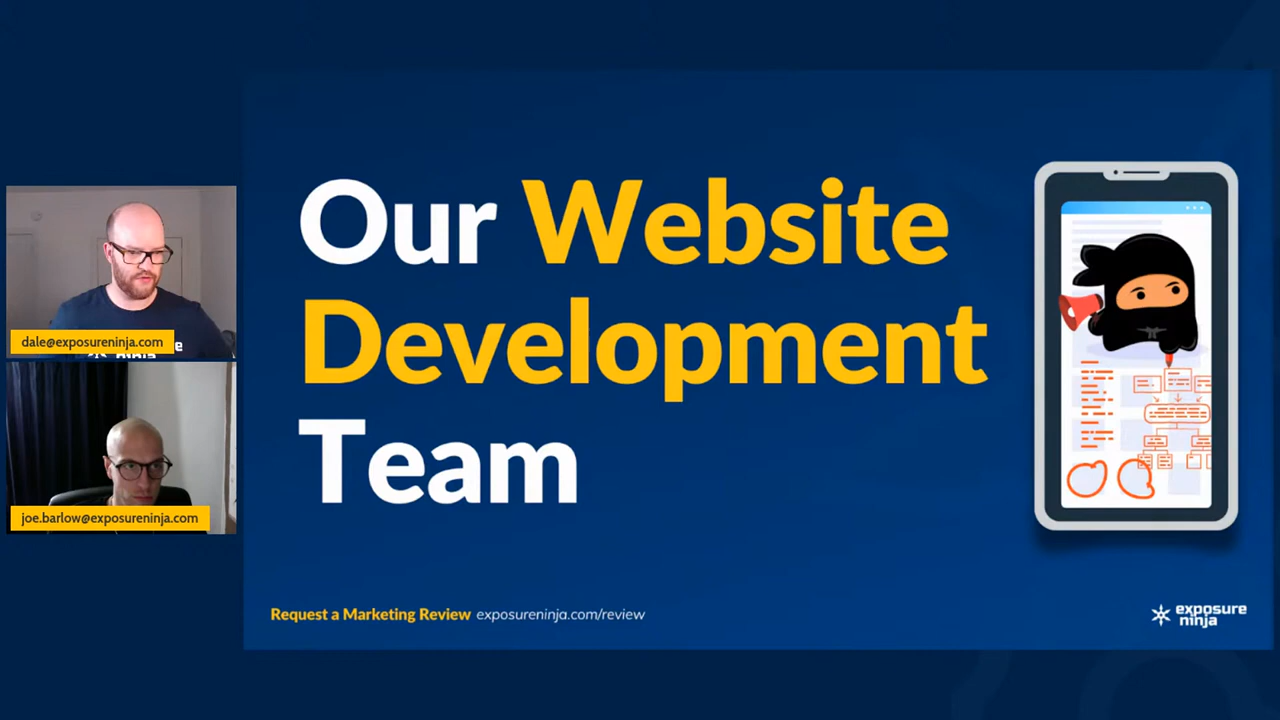 dale@exposureninja.com
joe.barlow@exposureninja.com
Our Website
Development
Team
Request a Marketing Review exposureninja.com/review
exposure
ninja